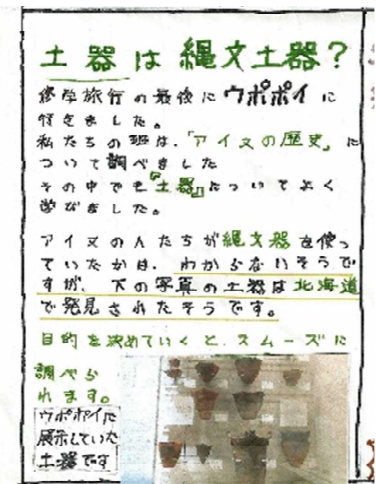 土器は縄文土器？
修学旅行の最後にウポポイに
行きました。
私たちの班は、「アイヌの歴史」に
ついて調べました
その中でも『土器』についてよく
学びました。
アイヌの人たちが縄文器を使っ
ていたかは、わからないそうで
すが、下の写真の土器は北海道
で発見されたそうです。
目的を決めていくと、スムーズに
調べら
れます。
ウポポイに
展示していた
土器です